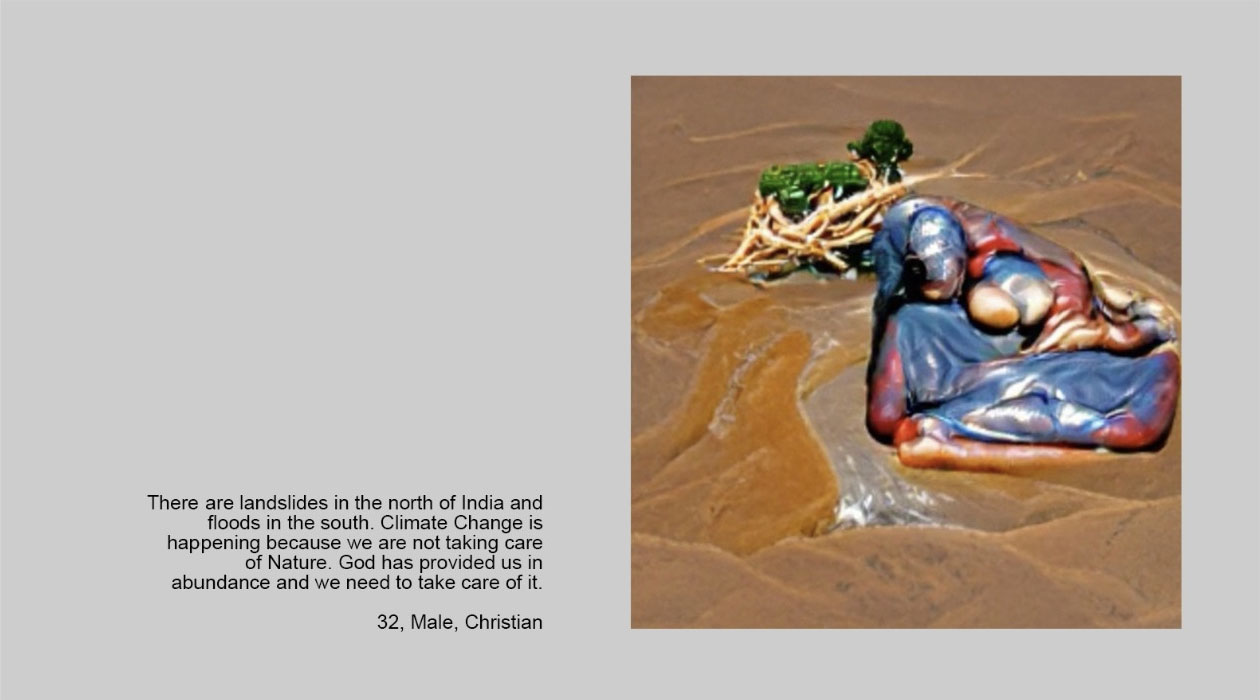 There are landslides in the north of India and
floods in the south. Climate Change is
happening because we are not taking care
of Nature. God has provided us in
abundance and we need to take care of it.
32, Male, Christian